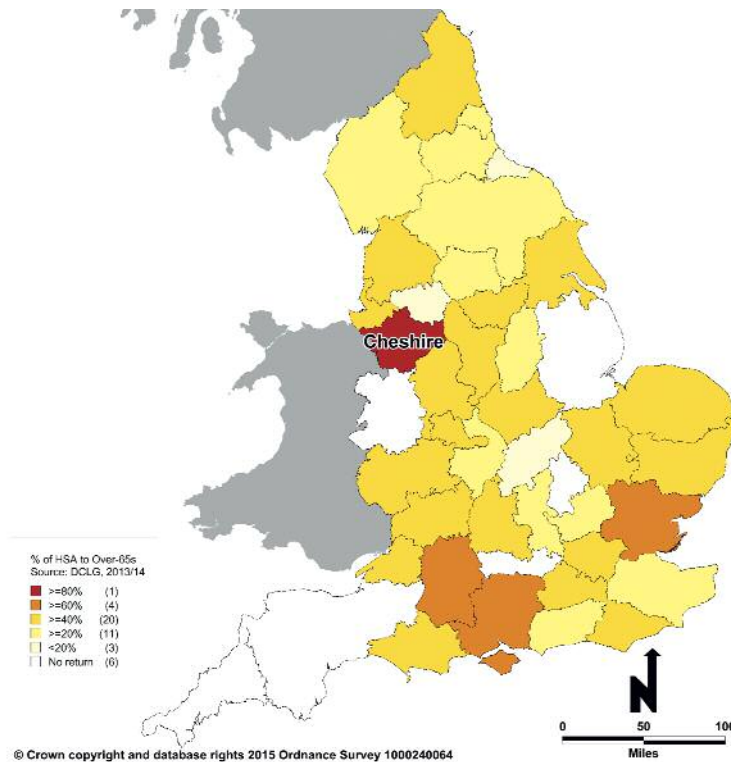 Cheshire
% of HSA to Over-65s
Source: DCLG, 2013/14
>=80% (1)
>=60% (4)
>=40% (20)
>=20% (11)
<20% (3)
No return (6)
N
0 50 100
Miles
© Crown copyright and database rights 2015 Ordnance Survey 1000240064